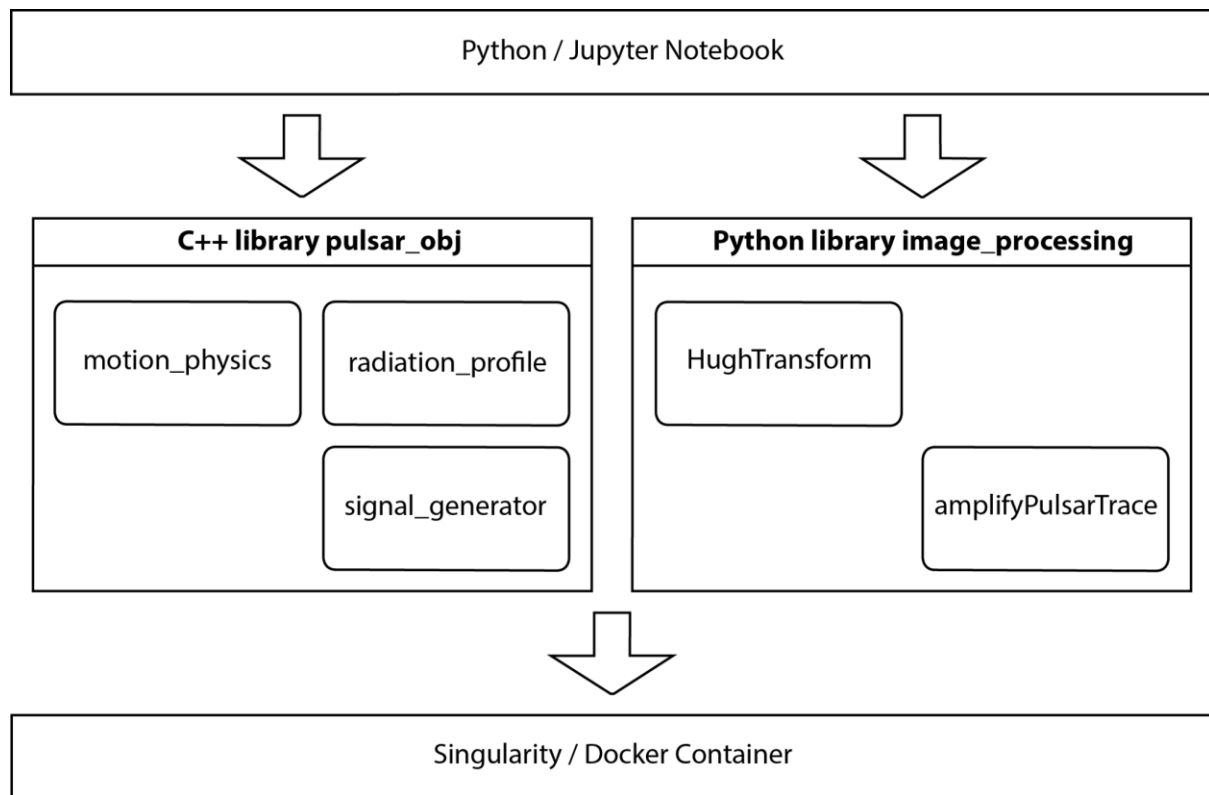 Python / Jupyter Notebook
C++ library pulsar_obj
motion_physics
radiation_profile
signal_generator
Python library image_processing
HughTransform
amplifyPulsarTrace
Singularity / Docker Container